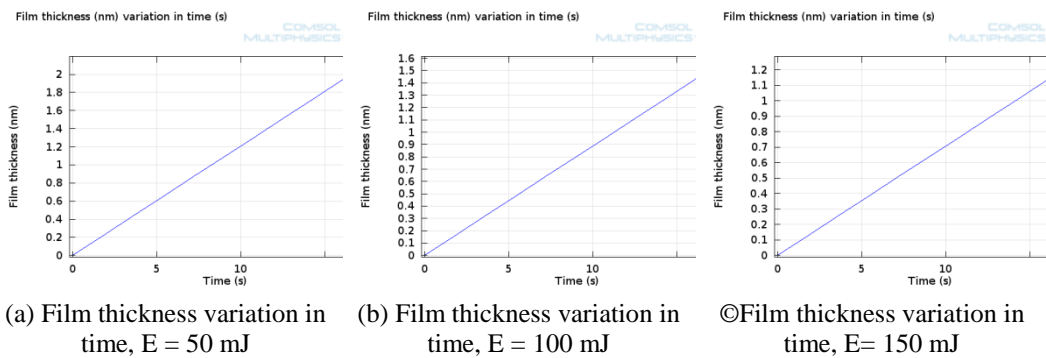 Film thickness (nm) variation in time (s)
COMSOL
MULTIPHYSICS
Film thickness (nm)
2
1.8
1.6
1.4
1.2
1
0.8
0.6
0.4
0.2
0
0 5 10
Time (s)
(a) Film thickness variation in
time, E = 50 mJ
Film thickness (nm) variation in time (s)
COMSOL
MULTIPHYSICS
Film thickness (nm)
1.6
1.5
1.4
1.3
1.2
1.1
1
0.9
0.8
0.7
0.6
0.5
0.4
0.3
0.2
0.1
0
0 5 10
Time (s)
(b) Film thickness variation in
time, E = 100 mJ
Film thickness (nm) variation in time (s)
COMSOL
MULTIPHYSICS
Film thickness (nm)
1.2
1.1
1
0.9
0.8
0.7
0.6
0.5
0.4
0.3
0.2
0.1
0
0 5 10
Time (s)
©Film thickness variation in
time, E= 150 mJ